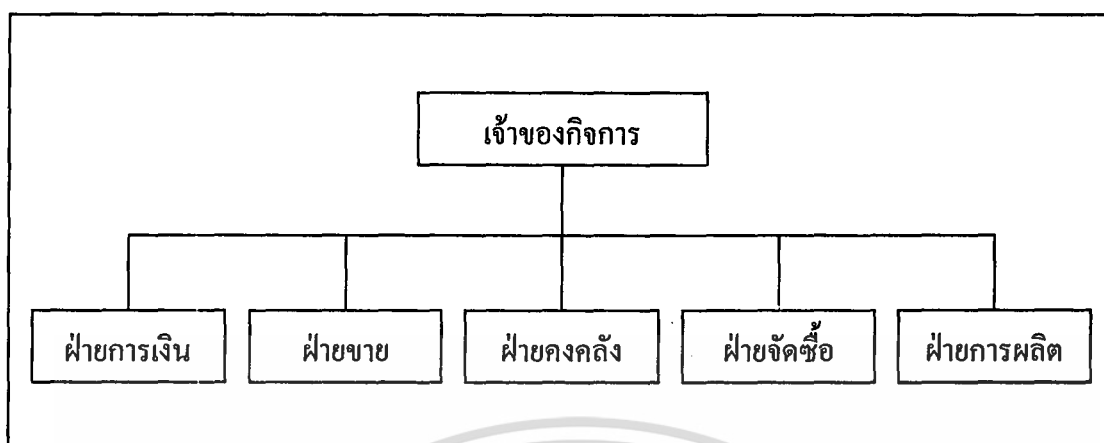 เจ้าของกิจการ
ฝ่ายการเงิน
ฝ่ายขาย
ฝ่ายคงคลัง
ฝ่ายจัดซื้อ
ฝ่ายการผลิต